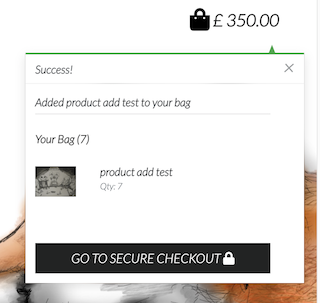 £ 350.00
Success!
Added product add test to your bag
Your Bag (7)
product add test
Qty: 7
GO TO SECURE CHECKOUT